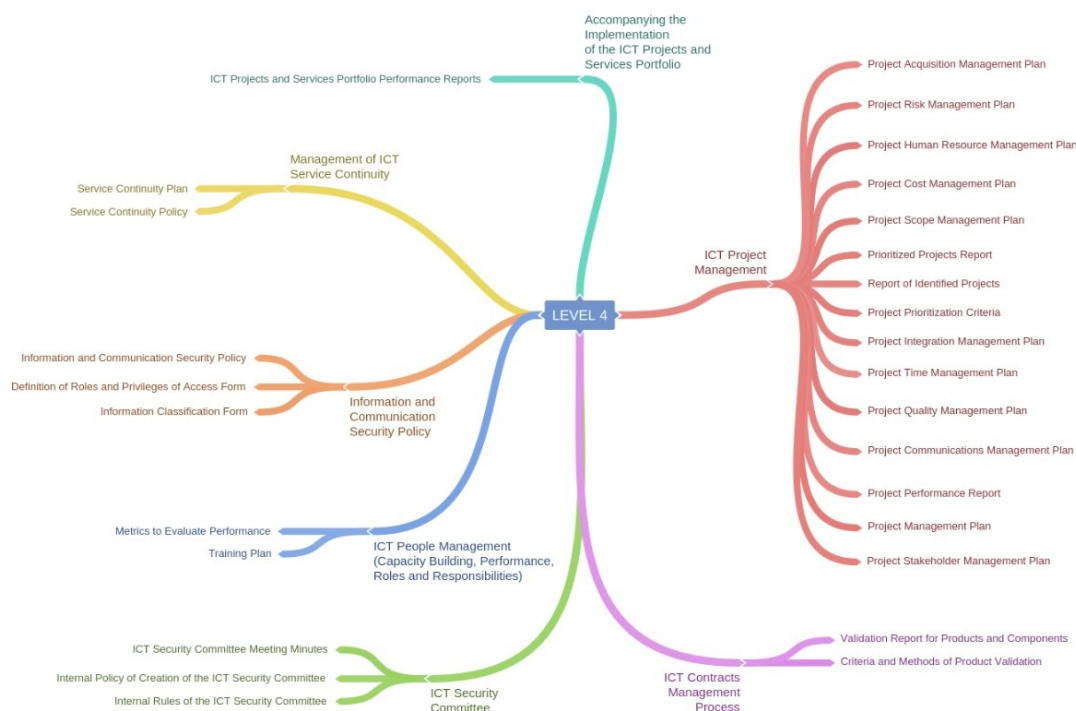 Accompanying the
Implementation
of the ICT Projects and
Services Portfolio
ICT Projects and Services Portfolio Performance Reports
Management of ICT
Service Continuity
Service Continuity Plan
Service Continuity Policy
LEVEL 4
Information and Communication Security Policy
Definition of Roles and Privileges of Access Form
Information Classification Form
Information and
Communication
Security Policy
Metrics to Evaluate Performance
Training Plan
ICT People Management
(Capacity Building, Performance,
Roles and Responsibilities)
ICT Security Committee Meeting Minutes
Internal Policy of Creation of the ICT Security Committee
Internal Rules of the ICT Security Committee
ICT Security
Committee
ICT Project
Management
Project Acquisition Management Plan
Project Risk Management Plan
Project Human Resource Management Plan
Project Cost Management Plan
Project Scope Management Plan
Prioritized Projects Report
Report of Identified Projects
Project Prioritization Criteria
Project Integration Management Plan
Project Time Management Plan
Project Quality Management Plan
Project Communications Management Plan
Project Performance Report
Project Management Plan
Project Stakeholder Management Plan
Validation Report for Products and Components
Criteria and Methods of Product Validation
ICT Contracts
Management
Process